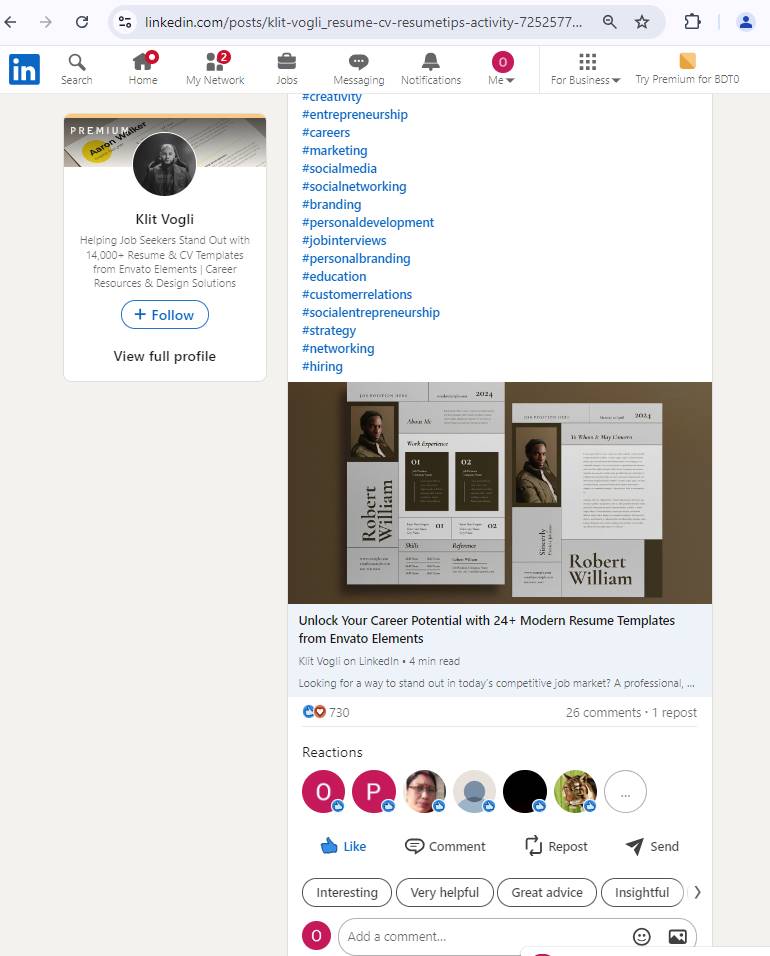 linkedin.com/posts/klit-vogli_resume-cv-resumetips-activity-7252577...
in
Search
Home
2
My Network
Jobs
Messaging
Notifications
O
Me
For Business
Try Premium for BDT0
PREMIUM
Aaron Walker
Klit Vogli
Helping Job Seekers Stand Out with
14,000+ Resume & CV Templates
from Envato Elements | Career
Resources & Design Solutions
+ Follow
View full profile
#creativity
#entrepreneurship
#careers
#marketing
#socialmedia
#socialnetworking
#branding
#personaldevelopment
#jobinterviews
#personalbranding
#education
#customerrelations
#socialentrepreneurship
#strategy
#networking
#hiring
JOB POSITION HERE
2024
About Me
Work Experience
01
02
Robert
William
01
02
Skills
Reference
2024
To Whom It May Concern
Sincerely
Robert
William
Unlock Your Career Potential with 24+ Modern Resume Templates
from Envato Elements
Klit Vogli on LinkedIn • 4 min read
Looking for a way to stand out in today's competitive job market? A professional, ...
730
26 comments · 1 repost
Reactions
O
P
...
Like
Comment
Repost
Send
Interesting
Very helpful
Great advice
Insightful
O
Add a comment...